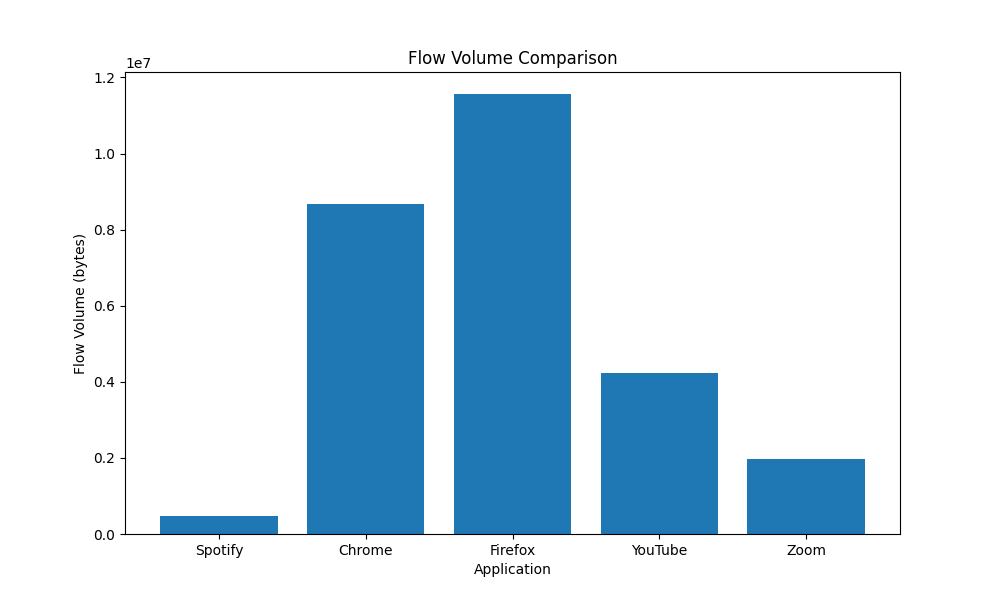 Flow Volume Comparison
1e7
1.2
1.0
0.8
0.6
0.4
0.2
0.0
Flow Volume (bytes)
Spotify Chrome Firefox YouTube Zoom
Application